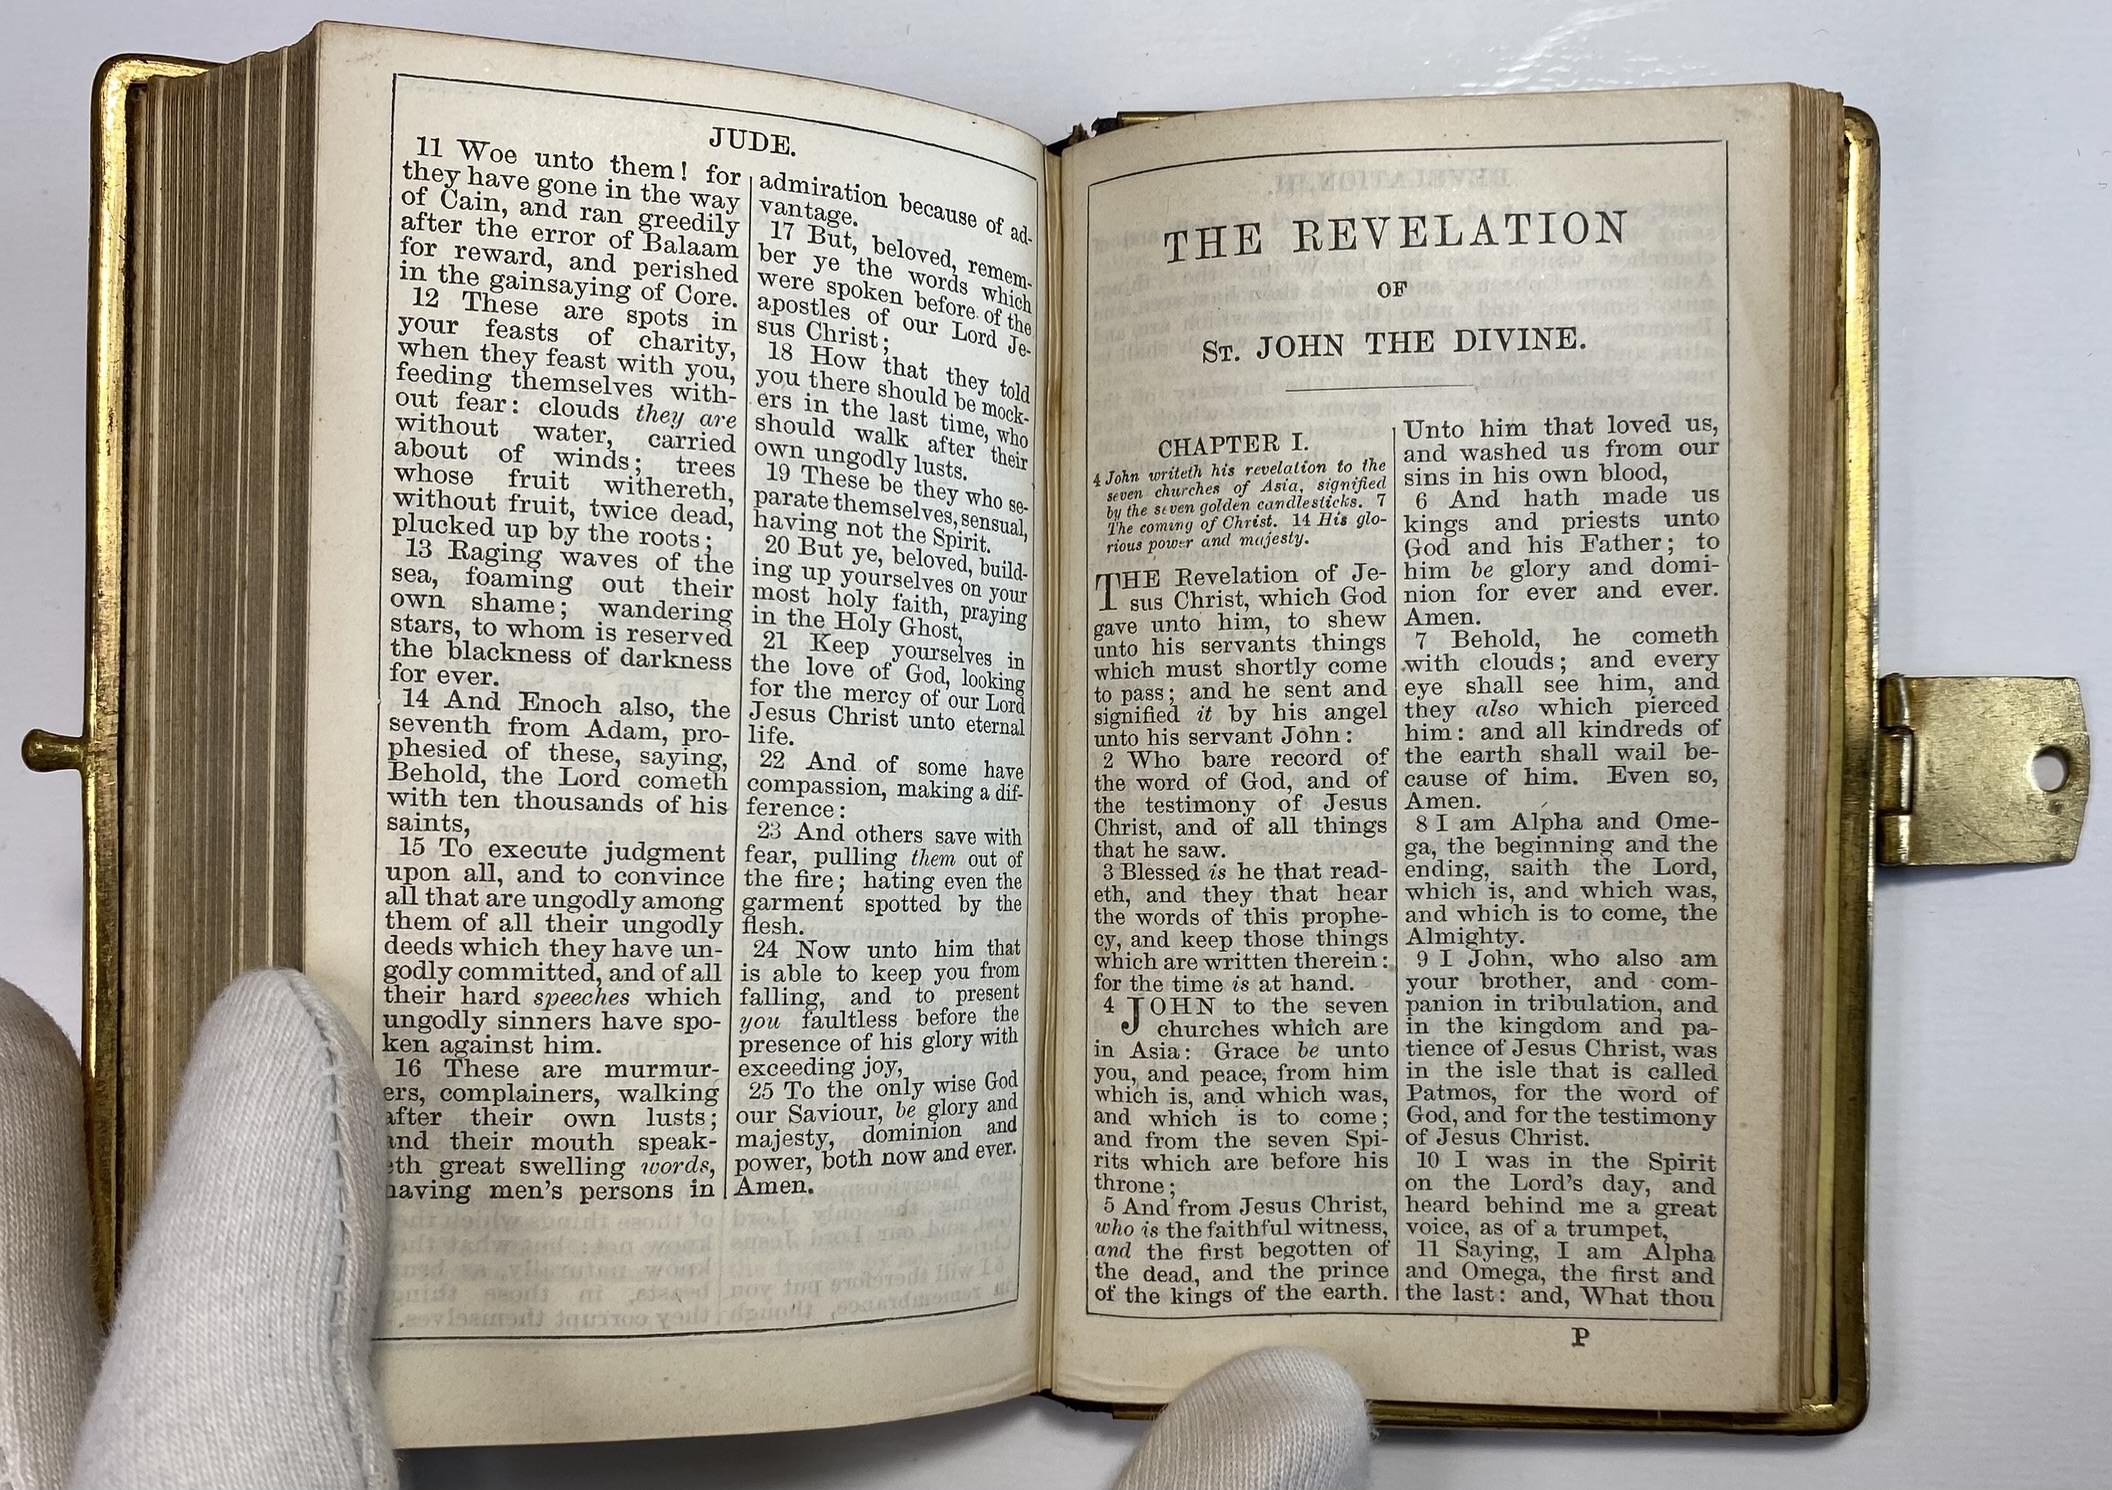 JUDE.
11 Woe unto them! for
they have gone in the way
of Cain, and ran greedily
after the error of Balaam
for reward, and perished
in the gainsaying of Core.
12 These are spots in
your feasts of charity,
when they feast with you,
feeding themselves with-
out fear: clouds they are
without water, carried
about of winds; trees
whose fruit withereth,
without fruit, twice dead,
plucked up by the roots;
13 Raging waves of the
sea, foaming out their
own shame; wandering
stars, to whom is reserved
the blackness of darkness
for ever.
14 And Enoch also, the
seventh from Adam, pro-
phesied of these, saying,
Behold, the Lord cometh
with ten thousands of his
saints,
15 To execute judgment
upon all, and to convince
all that are ungodly among
them of all their ungodly
deeds which they have un-
godly committed, and of all
their hard speeches which
ungodly sinners have spo-
ken against him.
16 These are murmur-
ers, complainers, walking
after their own lusts;
and their mouth speak-
eth great swelling words,
having men's persons in
admiration because of ad-
vantage.
17 But, beloved, remem-
ber ye the words which
were spoken before of the
apostles of our Lord Je-
sus Christ;
18 How that they told
you there should be mock-
ers in the last time, who
should walk after their
own ungodly lusts.
19 These be they who se-
parate themselves, sensual,
having not the Spirit.
20 But ye, beloved, build-
ing up yourselves on your
most holy faith, praying
in the Holy Ghost,
21 Keep yourselves in
the love of God, looking
for the mercy of our Lord
Jesus Christ unto eternal
life.
22 And of some have
compassion, making a dif-
ference:
23 And others save with
fear, pulling them out of
the fire; hating even the
garment spotted by the
flesh.
24 Now unto him that
is able to keep you from
falling, and to present
you faultless before the
presence of his glory with
exceeding joy,
25 To the only wise God
our Saviour, be glory and
majesty, dominion and
power, both now and ever.
Amen.
THE REVELATION
OF
ST. JOHN THE DIVINE.
CHAPTER I.
4 John writeth his revelation to the
seven churches of Asia, signified
by the seven golden candlesticks. 7
The coming of Christ. 14 His glo-
rious power and majesty.
THE Revelation of Je-
sus Christ, which God
gave unto him, to shew
unto his servants things
which must shortly come
to pass; and he sent and
signified it by his angel
unto his servant John:
2 Who bare record of
the word of God, and of
the testimony of Jesus
Christ, and of all things
that he saw.
3 Blessed is he that read-
eth, and they that hear
the words of this prophe-
cy, and keep those things
which are written therein:
for the time is at hand.
4 JOHN to the seven
churches which are
in Asia: Grace be unto
you, and peace, from him
which is, and which was,
and which is to come;
and from the seven Spi-
rits which are before his
throne;
5 And from Jesus Christ,
who is the faithful witness,
and the first begotten of
the dead, and the prince
of the kings of the earth.
Unto him that loved us,
and washed us from our
sins in his own blood,
6 And hath made us
kings and priests unto
God and his Father; to
him be glory and domi-
nion for ever and ever.
Amen.
7 Behold, he cometh
with clouds; and every
eye shall see him, and
they also which pierced
him: and all kindreds of
the earth shall wail be-
cause of him. Even so,
Amen.
8 I am Alpha and Ome-
ga, the beginning and the
ending, saith the Lord,
which is, and which was,
and which is to come, the
Almighty.
9 I John, who also am
your brother, and com-
panion in tribulation, and
in the kingdom and pa-
tience of Jesus Christ, was
in the isle that is called
Patmos, for the word of
God, and for the testimony
of Jesus Christ.
10 I was in the Spirit
on the Lord's day, and
heard behind me a great
voice, as of a trumpet,
11 Saying, I am Alpha
and Omega, the first and
the last: and, What thou
P